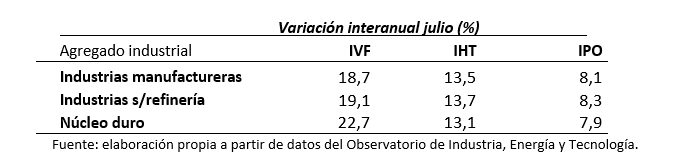 Variación interanual julio (%)
Agregado industrial IVF IHT IPO
Industrias manufactureras 18,7 13,5 8,1
Industrias s/refinería 19,1 13,7 8,3
Núcleo duro 22,7 13,1 7,9
Fuente: elaboración propia a partir de datos del Observatorio de Industria, Energía y Tecnología.